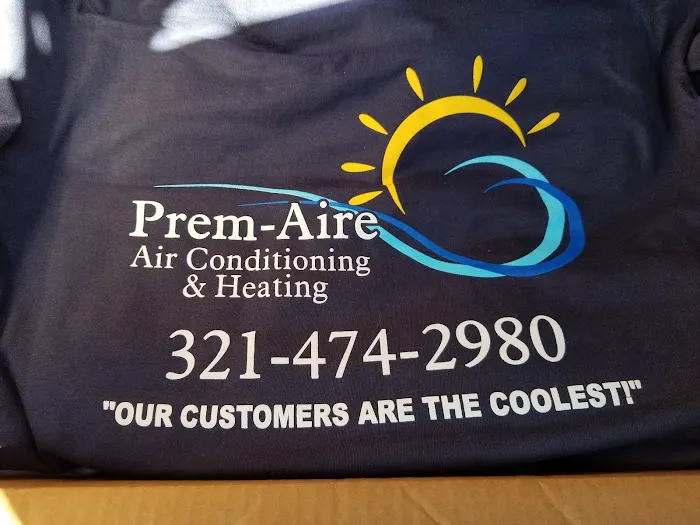 Prem-Aire
Air Conditioning
& Heating
321-474-2980
"OUR CUSTOMERS ARE THE COOLEST!"